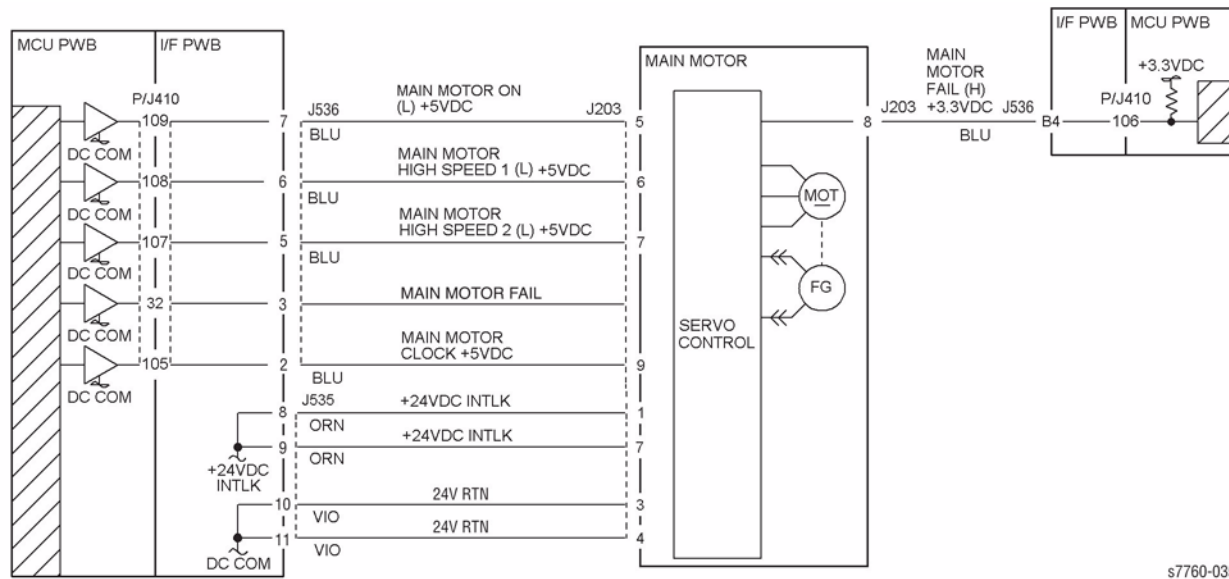 MCU PWB
I/F PWB
P/J410
109
DC COM
108
DC COM
107
DC COM
32
DC COM
105
DC COM
7
J536
BLU
MAIN MOTOR ON
(L) +5VDC
J203
5
6
BLU
MAIN MOTOR
HIGH SPEED 1 (L) +5VDC
6
5
BLU
MAIN MOTOR
HIGH SPEED 2 (L) +5VDC
7
3
MAIN MOTOR FAIL
2
BLU
MAIN MOTOR
CLOCK +5VDC
9
8
J535
ORN
+24VDC INTLK
1
9
ORN
+24VDC INTLK
7
+24VDC
INTLK
10
VIO
24V RTN
3
11
VIO
24V RTN
4
DC COM
MAIN MOTOR
SERVO
CONTROL
MOT
FG
8
J203
MAIN
MOTOR
FAIL (H)
+3.3VDC
BLU
J536
B4
I/F PWB
MCU PWB
+3.3VDC
P/J410
106
s7760-034